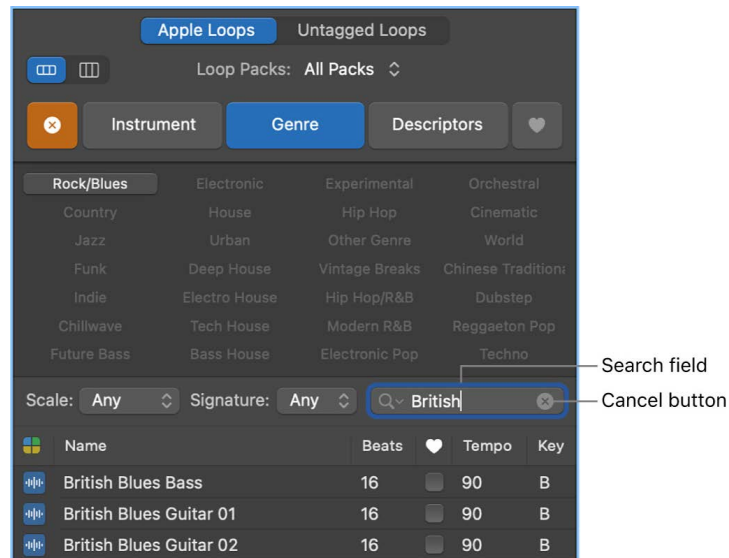 Apple Loops Untagged Loops
Loop Packs: All Packs
Instrument Genre Descriptors
Rock/Blues Electronic Experimental Orchestral
Country House Hip Hop Cinematic
Jazz Urban Other Genre World
Funk Deep House Vintage Breaks Chinese Traditiona
Indie Electro House Hip Hop/R&B Dubstep
Chillwave Tech House Modern R&B Reggaeton Pop
Future Bass Bass House Electronic Pop Techno
Search field
Scale: Any Signature: Any British
Cancel button
Name Beats Tempo Key
British Blues Bass 16 90 B
British Blues Guitar 01 16 90 B
British Blues Guitar 02 16 90 B